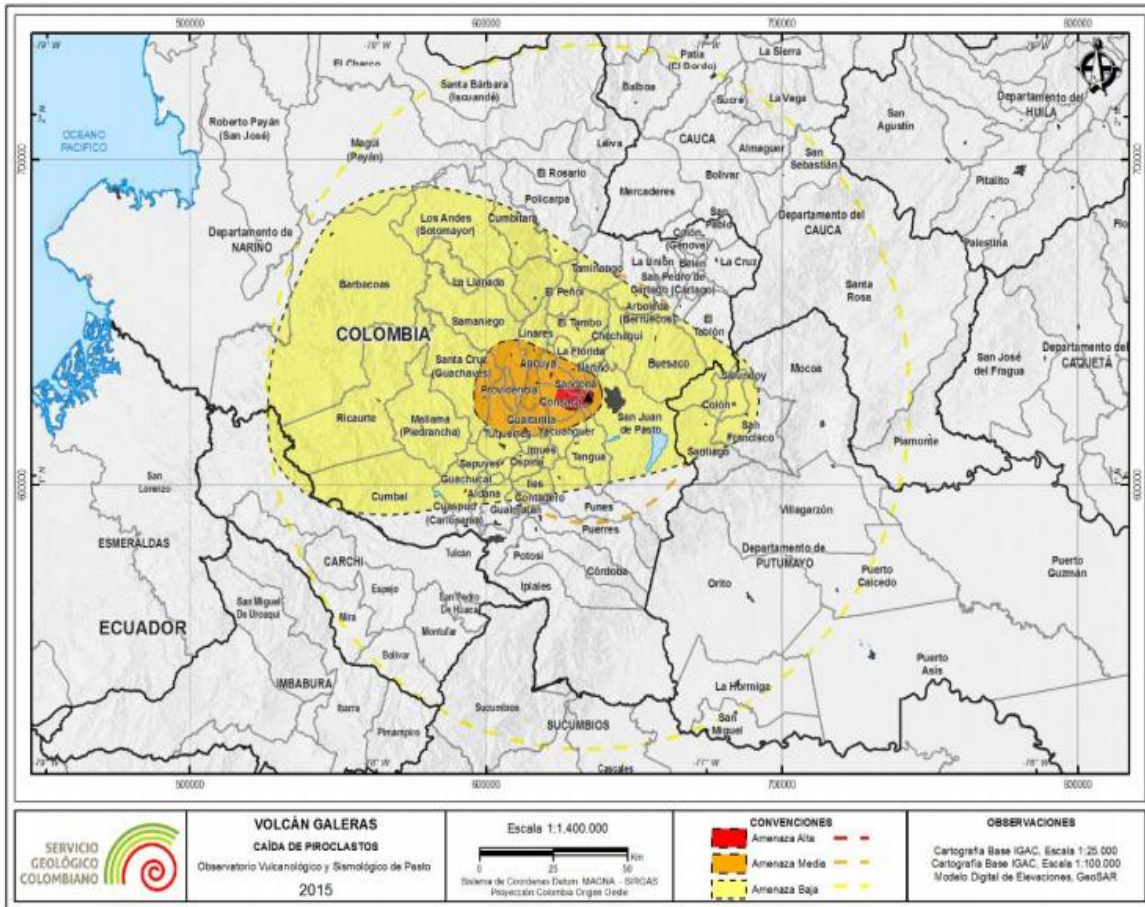 500000
600000
700000
800000
-79° W
-78° W
-77° W
-76° W
El Charco
Santa Bárbara
(Iscuandé)
Patía
(El Bordo)
La Sierra
Balboa
Sucre
La Vega
San
Agustín
Departamento del
HUILA
Roberto Payán
(San José)
OCEANO
PACIFICO
2° N
700000
Magüí
(Payán)
Leiva
CAUCA
Almaguer
San
Sebastián
Bolívar
Pitalito
Rosario
Policarpa
Mercaderes
San
Pablo
Departamento del
CAUCA
Palestina
Los Andes
(Sotomayor)
Cumbitara
Departamento de
NARIÑO
Colón
(Génova)
La Unión
Belén
La Cruz
San Pedro de
Cartago (Cartago)
Taminango
Barbacoas
La Llanada
Peñol
Santa
Rosa
Arboleda
(Berruecos)
Tablón
COLOMBIA
Samaniego
Linares
Tambo
Chachagui
La Florida
Buesaco
Departamento del
CAQUETÁ
San José
del Fragua
Santa Cruz
(Guachavés)
Ancuya
Nariño
Mocoa
Sibundoy
Providencia
Sandoná
Consacá
Colón
Ricaurte
Mallama
(Piedrancha)
Guaitarilla
San Juan
de Pasto
San
Francisco
Túquerres
Yacuanquer
Santiago
Piamonte
Imués
Ospina
Tangua
Sapuyes
San
Lorenzo
Guachucal
Iles
1° N
600000
Cumbal
Aldana
Contadero
Cuaspud
(Carlosama)
Gualmatán
Funes
Villagarzón
Puerres
ESMERALDAS
Tulcán
Potosí
Departamento de
PUTUMAYO
Puerto
Guzmán
CARCHI
Córdoba
Orito
Puerto
Caicedo
Espejo
Ipiales
San Miguel
De Urcuqui
San Pedro
De Huaca
ECUADOR
Mira
Montufar
Bolívar
Puerto
Asís
IMBABURA
La Hormiga
Ibarra
Sucumbios
SUCUMBIOS
San
Miguel
Pimampiro
Cascales
SERVICIO
GEOLÓGICO
COLOMBIANO
VOLCÁN GALERAS
CAÍDA DE PIROCLASTOS
Observatorio Vulcanológico y Sismológico de Pasto
2015
Escala 1:1.400.000
0 25 50
Km
Sistema de Coordenas Datum MAGNA - SIRGAS
Proyección Colombia Origen Oeste
CONVENCIONES
Amenaza Alta
Amenaza Media
Amenaza Baja
OBSERVACIONES
Cartografía Base IGAC, Escala 1:25.000
Cartografía Base IGAC, Escala 1:100.000
Modelo Digital de Elevaciones, GeoSAR